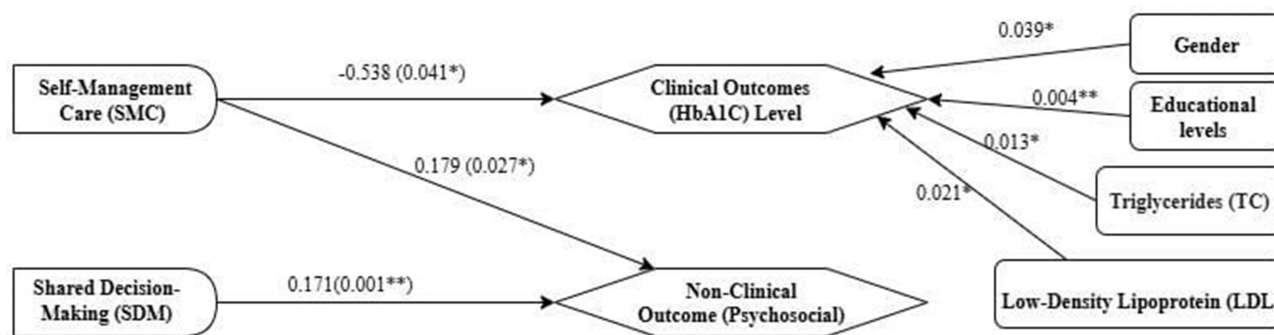 0.039*
Gender
-0.538 (0.041*)
Self-Management
Care (SMC)
Clinical Outcomes
(HbA1C) Level
0.004**
Educational
levels
0.013*
0.179 (0.027*)
0.021*
Triglycerides (TC)
0.171(0.001**)
Shared Decision-
Making (SDM)
Non-Clinical
Outcome (Psychosocial)
Low-Density Lipoprotein (LDL